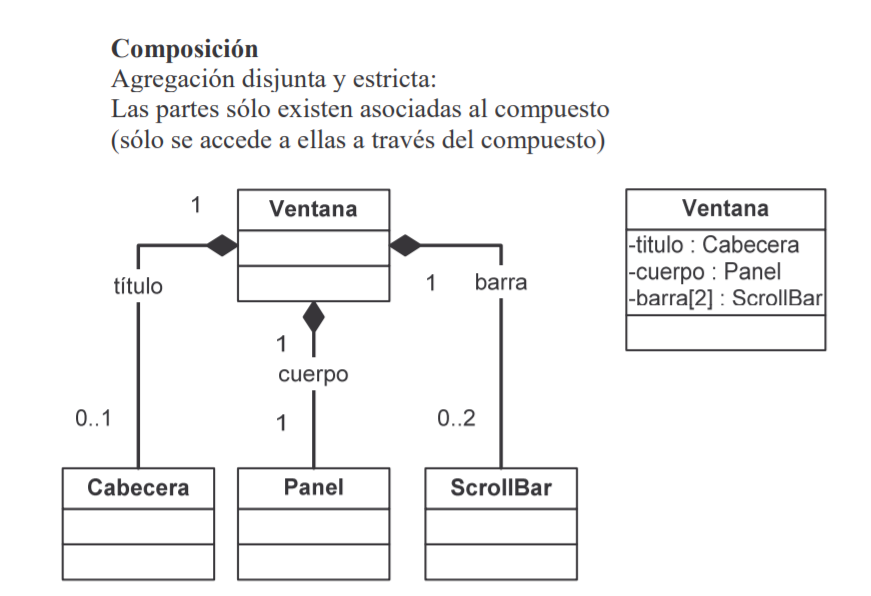 Composición
Agregación disjunta y estricta:
Las partes sólo existen asociadas al compuesto
(sólo se accede a ellas a través del compuesto)
1
Ventana
título
1
barra
1
cuerpo
0..1
1
0..2
Cabecera
Panel
ScrollBar
Ventana
-titulo : Cabecera
-cuerpo : Panel
-barra[2] : ScrollBar